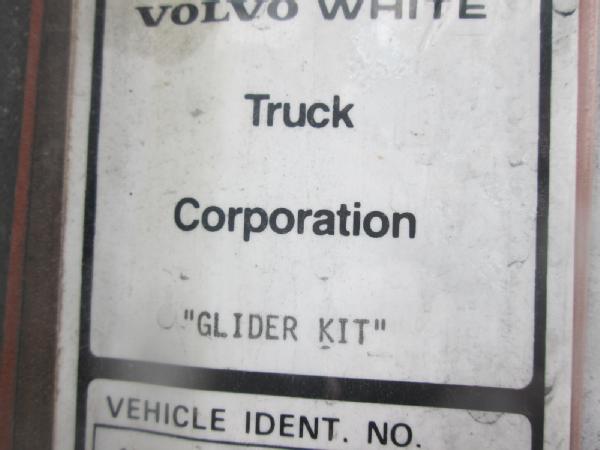 VOLVO WHITE
Truck
Corporation
"GLIDER KIT"
VEHICLE IDENT. NO.